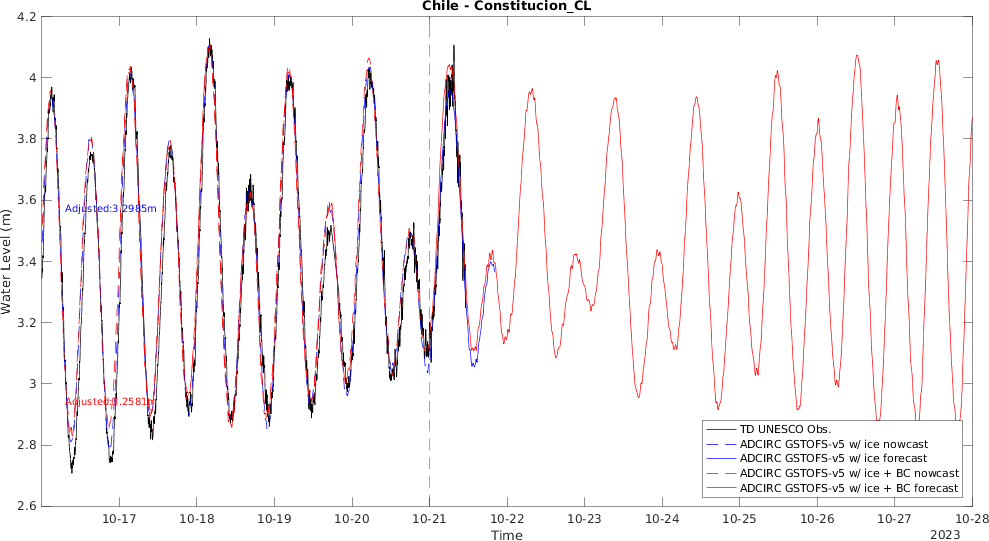 Chile - Constitucion_CL
4.2
4
3.8
3.6
3.4
3.2
3
2.8
2.6
Water Level (m)
Adjusted:3.2985m
Adjusted:3.2581m
TD UNESCO Obs.
ADCIRC GSTOFS-v5 w/ ice nowcast
ADCIRC GSTOFS-v5 w/ ice forecast
ADCIRC GSTOFS-v5 w/ ice + BC nowcast
ADCIRC GSTOFS-v5 w/ ice + BC forecast
10-17 10-18 10-19 10-20 10-21 10-22 10-23 10-24 10-25 10-26 10-27 10-28
Time
2023